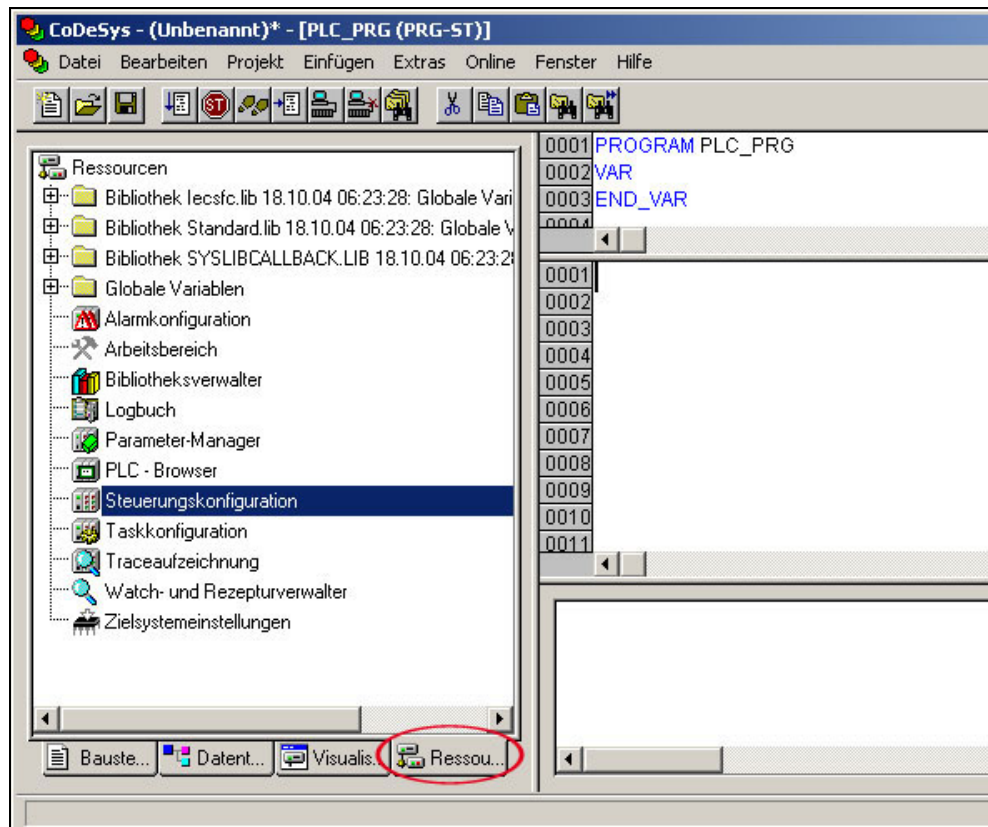 CoDeSys - (Unbenannt)* - [PLC_PRG (PRG-ST)]
Datei Bearbeiten Projekt Einfügen Extras Online Fenster Hilfe
ST
Ressourcen
Bibliothek Iecsfc.lib 18.10.04 06:23:28: Globale Vari
Bibliothek Standard.lib 18.10.04 06:23:28: Globale V
Bibliothek SYSLIBCALLBACK.LIB 18.10.04 06:23:28
Globale Variablen
Alarmkonfiguration
Arbeitsbereich
Bibliotheksverwalter
Logbuch
Parameter-Manager
PLC - Browser
Steuerungskonfiguration
Taskkonfiguration
Traceaufzeichnung
Watch- und Rezepturverwalter
Zielsystemeinstellungen
Bauste... Datent... Visualis... Ressou...
0001 PROGRAM PLC_PRG
0002 VAR
0003 END_VAR
0004
0001
0002
0003
0004
0005
0006
0007
0008
0009
0010
0011